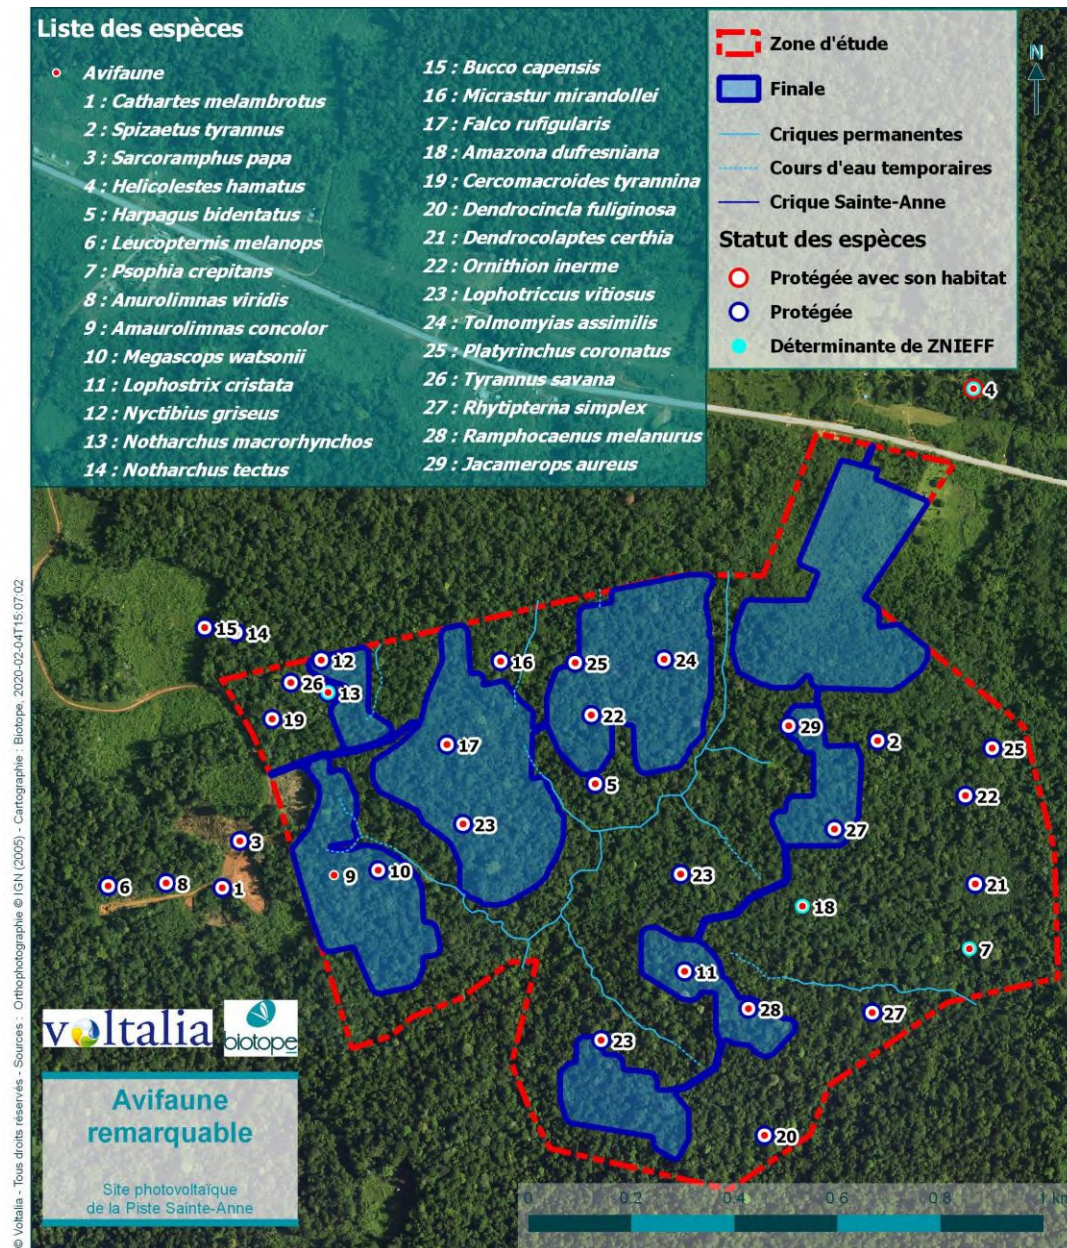 Liste des espèces
Avifaune
1 : Cathartes melambrotus
2 : Spizaetus tyrannus
3 : Sarcoramphus papa
4 : Helicolestes hamatus
5 : Harpagus bidentatus
6 : Leucopternis melanops
7 : Psophia crepitans
8 : Anurolimnas viridis
9 : Amaurolimnas concolor
10 : Megascops watsonii
11 : Lophostrix cristata
12 : Nyctibius griseus
13 : Notharchus macrorhynchos
14 : Notharchus tectus
15 : Bucco capensis
16 : Micrastur mirandollei
17 : Falco rufigularis
18 : Amazona dufresniana
19 : Cercomacroides tyrannina
20 : Dendrocincla fuliginosa
21 : Dendrocolaptes certhia
22 : Ornithion inerme
23 : Lophotriccus vitiosus
24 : Tolmomyias assimilis
25 : Platyrinchus coronatus
26 : Tyrannus savana
27 : Rhytipterna simplex
28 : Ramphocaenus melanurus
29 : Jacamerops aureus
Zone d'étude
Finale
Criques permanentes
Cours d'eau temporaires
Crique Sainte-Anne
Statut des espèces
Protégée avec son habitat
Protégée
Déterminante de ZNIEFF
N
4
15
14
12
26
13
19
16
25
24
17
22
5
29
2
25
22
3
23
27
6
8
1
9
10
23
21
18
7
11
28
27
23
20
voltalia
biotope
Avifaune
remarquable
Site photovoltaïque
de la Piste Sainte-Anne
0 0.2 0.4 0.6 0.8 1 km
© Voltalia - Tous droits réservés - Sources : Orthophotographie © IGN (2005) - Cartographie : Biotope, 2020-02-04T15:07:02